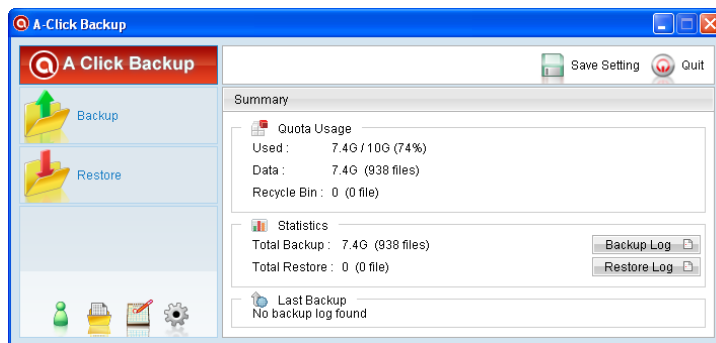 A-Click Backup
A Click Backup
Save Setting
Quit
Backup
Restore
Summary
Quota Usage
Used : 7.4G / 10G (74%)
Data : 7.4G (938 files)
Recycle Bin : 0 (0 file)
Statistics
Total Backup : 7.4G (938 files)
Backup Log
Total Restore : 0 (0 file)
Restore Log
Last Backup
No backup log found